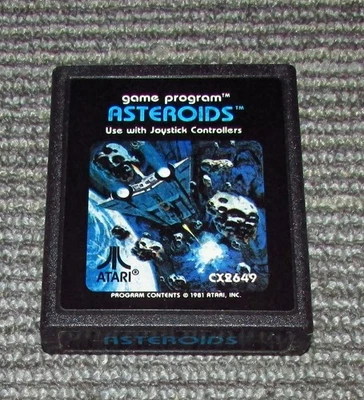 game program™
ASTEROIDS™
Use with Joystick Controllers
ATARI®
CX2649
PROGRAM CONTENTS © 1981 ATARI, INC.
ASTEROIDS